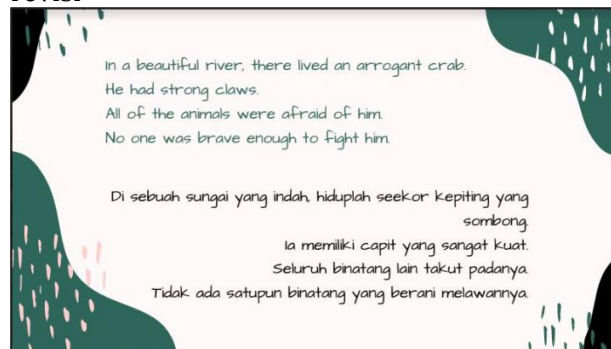 In a beautiful river, there lived an arrogant crab.
He had strong claws.
All of the animals were afraid of him.
No one was brave enough to fight him.
Di sebuah sungai yang indah, hiduplah seekor kepiting yang
sombong.
Ia memiliki capit yang sangat kuat.
Seluruh binatang lain takut padanya.
Tidak ada satupun binatang yang berani melawannya.